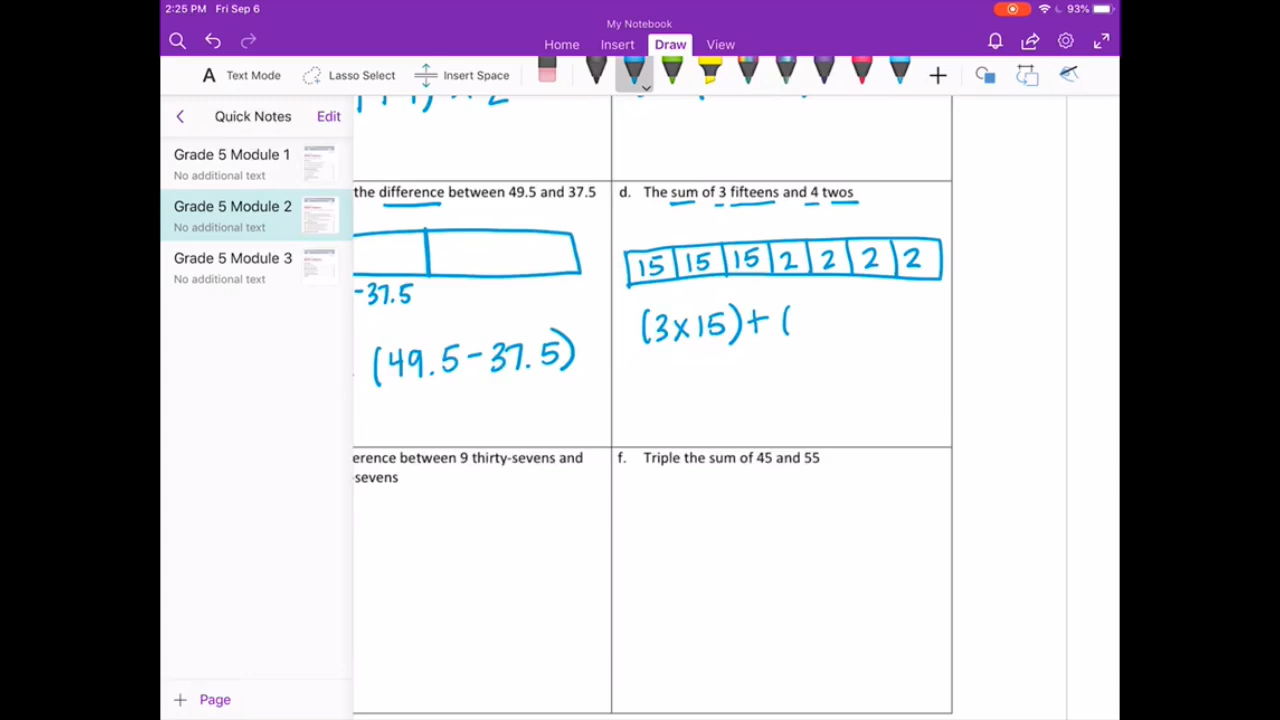 2:25 PM Fri Sep 6
93%
My Notebook
Home Insert Draw View
A Text Mode Lasso Select Insert Space
Quick Notes Edit
Grade 5 Module 1
No additional text
Grade 5 Module 2
No additional text
Grade 5 Module 3
No additional text
Page
the difference between 49.5 and 37.5
-37.5
(49.5-37.5)
d. The sum of 3 fifteens and 4 twos
15 15 15 2 2 2 2
(3x15)+(
erence between 9 thirty-sevens and
-sevens
f. Triple the sum of 45 and 55